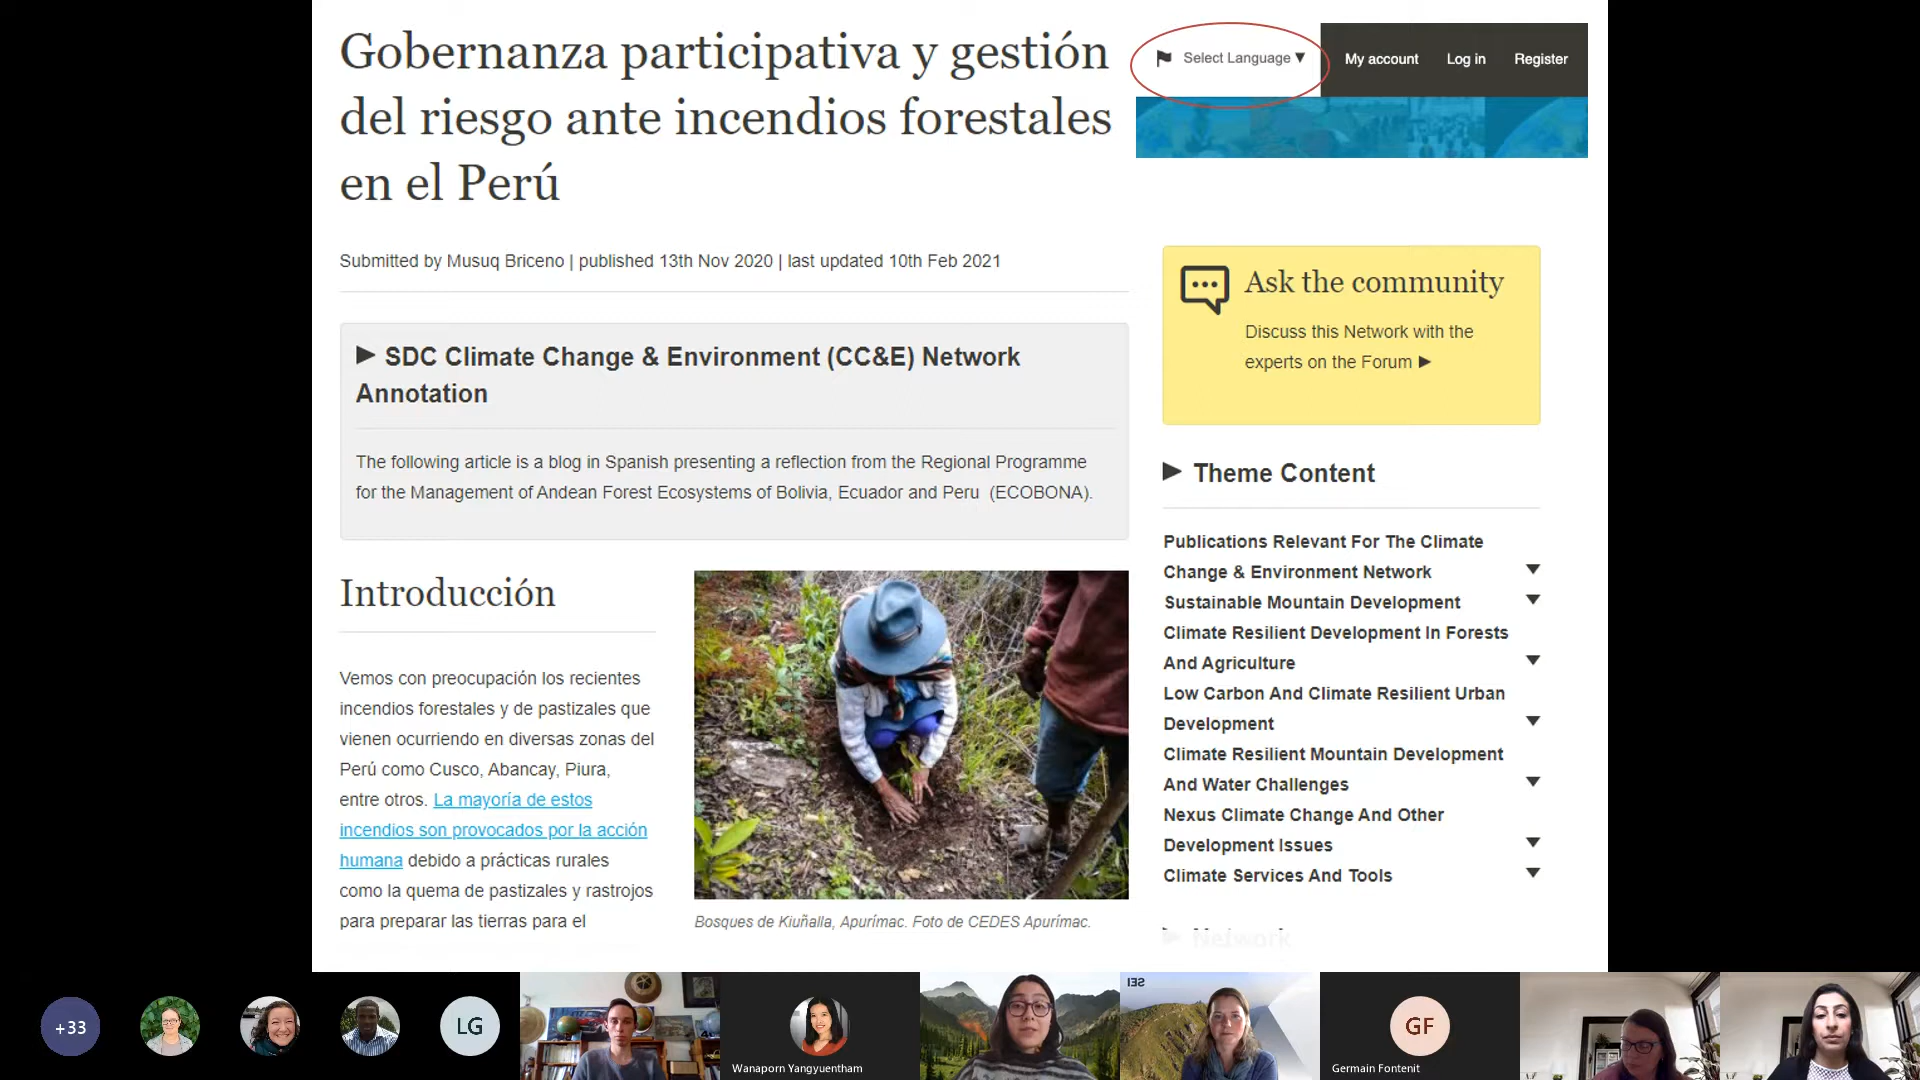 Gobernanza participativa y gestión
del riesgo ante incendios forestales
en el Perú
Select Language ▼
My account
Log in
Register
Submitted by Musuq Briceno | published 13th Nov 2020 | last updated 10th Feb 2021
► SDC Climate Change & Environment (CC&E) Network
Annotation
The following article is a blog in Spanish presenting a reflection from the Regional Programme
for the Management of Andean Forest Ecosystems of Bolivia, Ecuador and Peru (ECOBONA).
Introducción
Vemos con preocupación los recientes
incendios forestales y de pastizales que
vienen ocurriendo en diversas zonas del
Perú como Cusco, Abancay, Piura,
entre otros. La mayoría de estos
incendios son provocados por la acción
humana debido a prácticas rurales
como la quema de pastizales y rastrojos
para preparar las tierras para el
Bosques de Kiuñalla, Apurímac. Foto de CEDES Apurímac.
Ask the community
Discuss this Network with the
experts on the Forum ►
► Theme Content
Publications Relevant For The Climate
Change & Environment Network ▼
Sustainable Mountain Development ▼
Climate Resilient Development In Forests
And Agriculture ▼
Low Carbon And Climate Resilient Urban
Development ▼
Climate Resilient Mountain Development
And Water Challenges ▼
Nexus Climate Change And Other
Development Issues ▼
Climate Services And Tools ▼
► Network
+33
LG
Wanaporn Yangyuentham
SEI
GF
Germain Fontenit